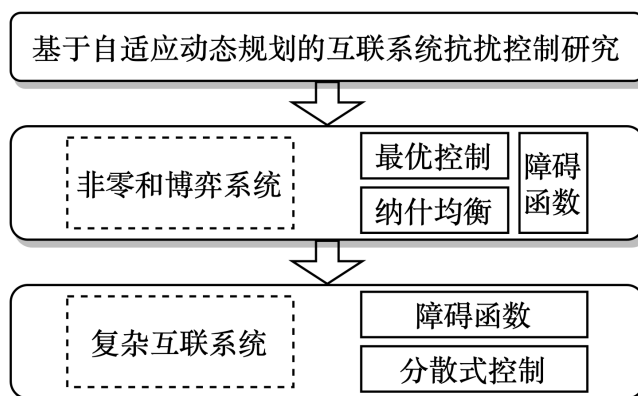 基于自适应动态规划的互联系统抗扰控制研究
非零和博弈系统
最优控制
纳什均衡
障碍
函数
复杂互联系统
障碍函数
分散式控制